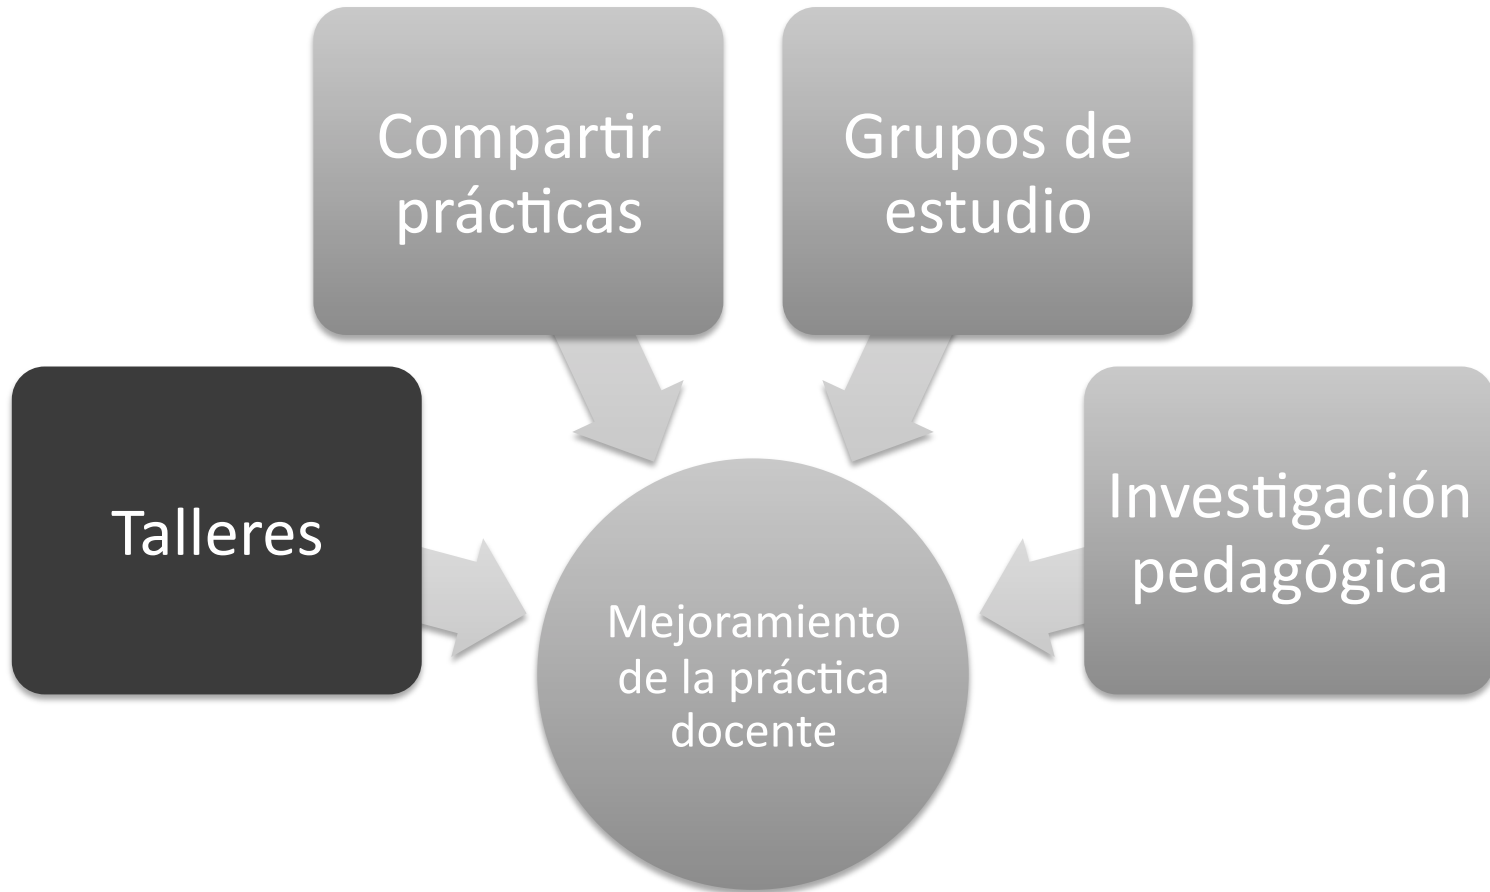 Compartir
prácticas
Grupos de
estudio
Talleres
Investigación
pedagógica
Mejoramiento
de la práctica
docente